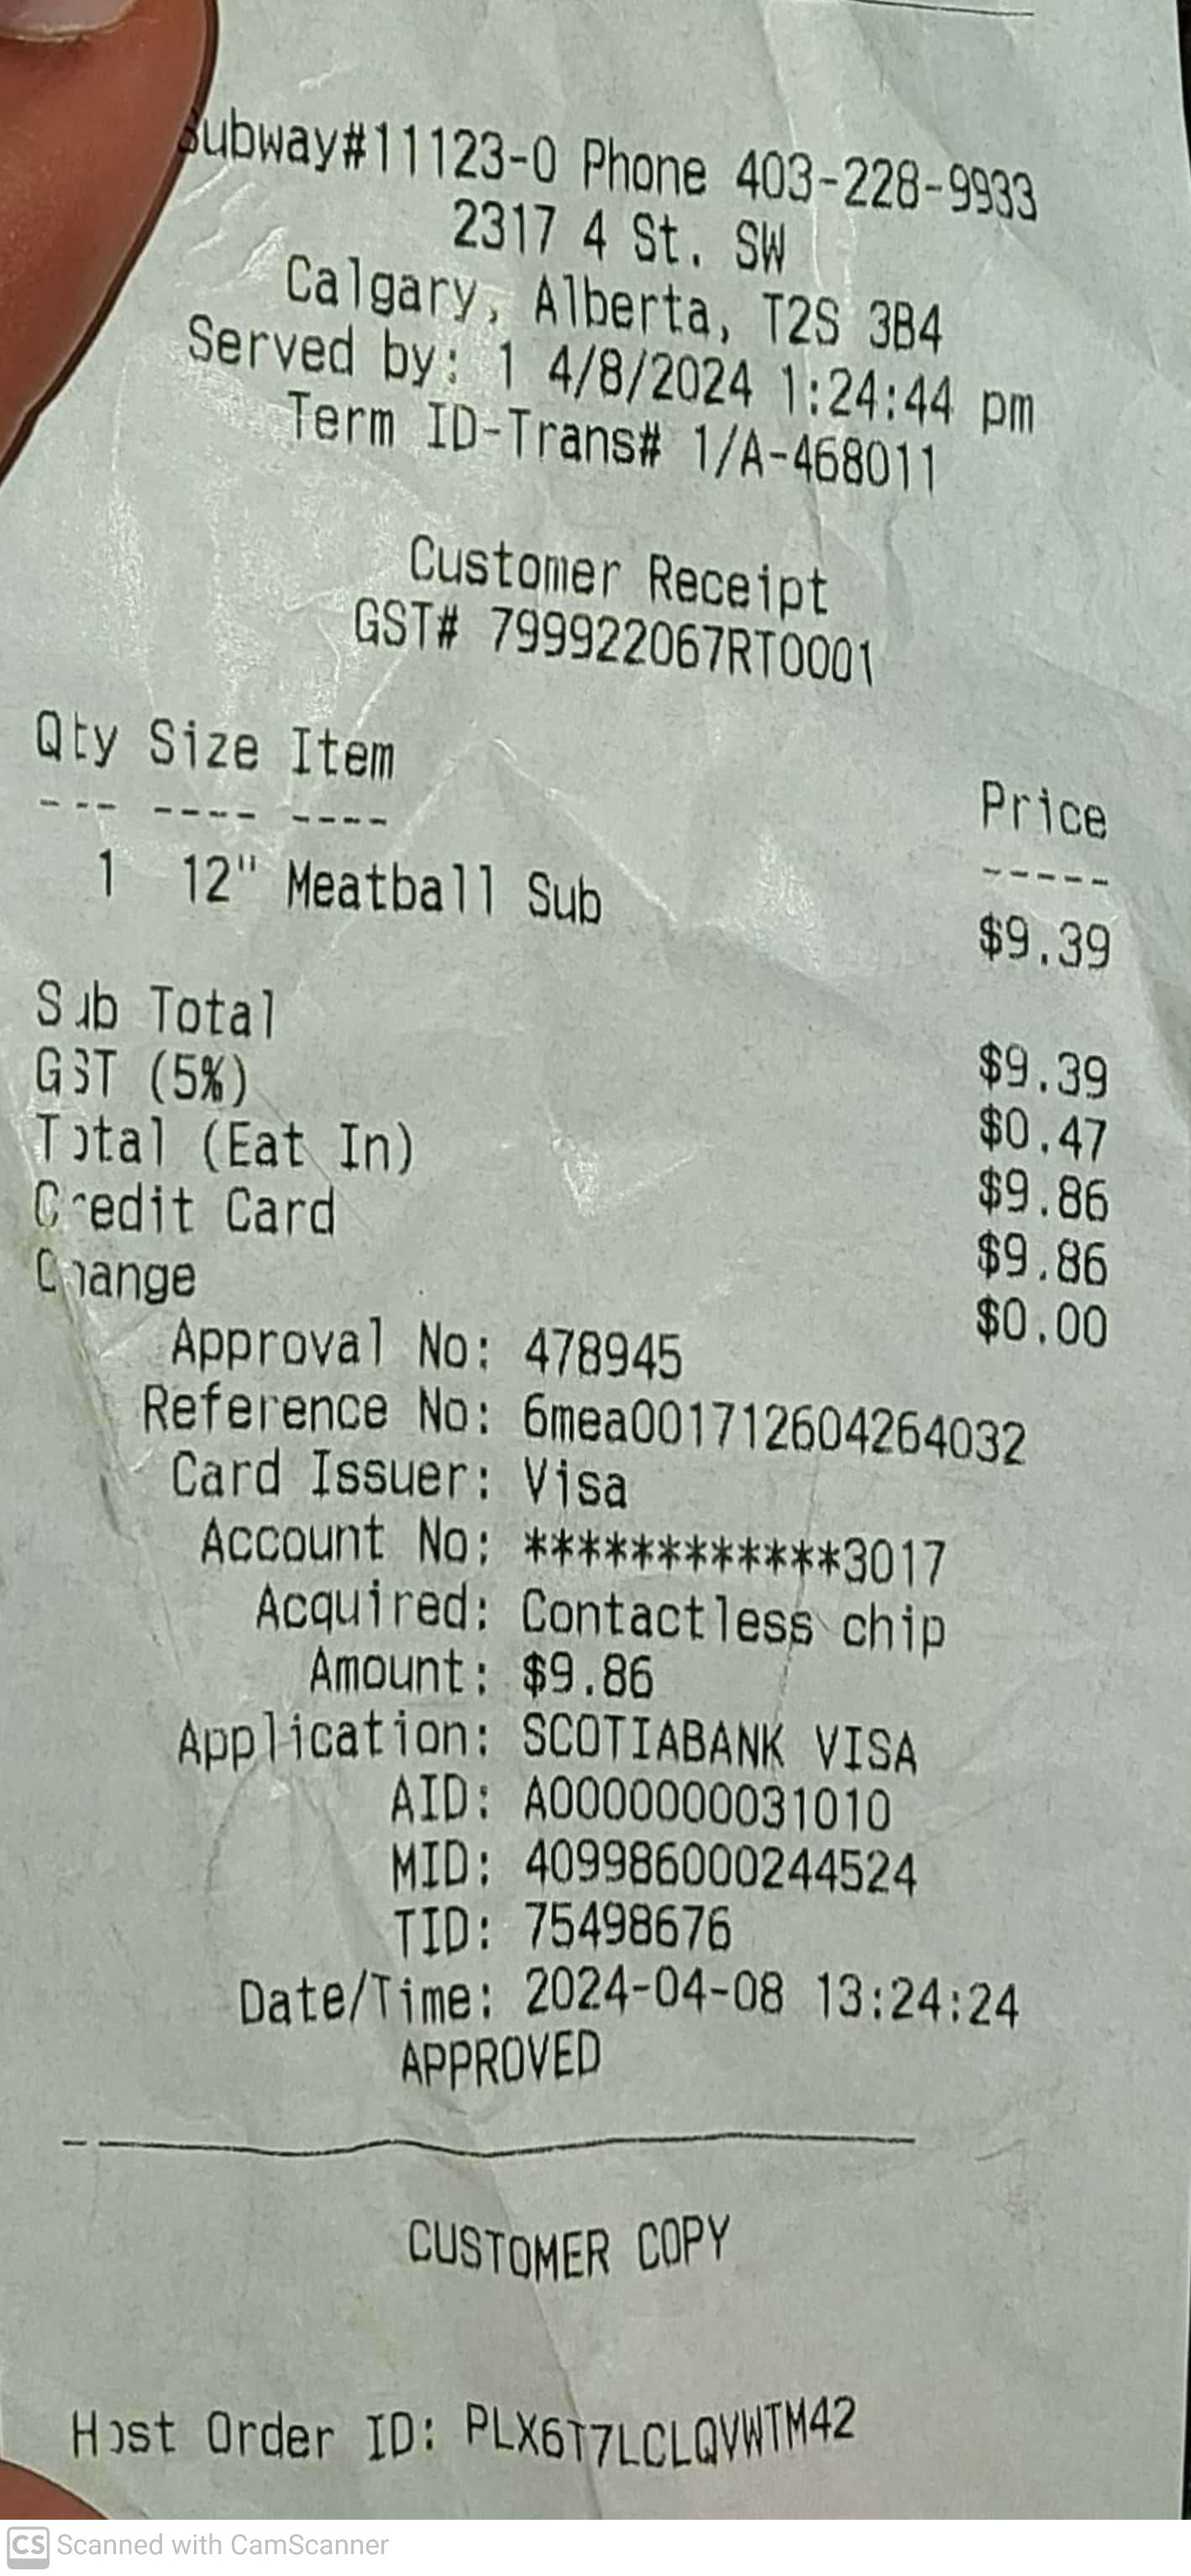 Subway#11123-0 Phone 403-228-9933
2317 4 St. SW
Calgary, Alberta, T2S 3B4
Served by: 1 4/8/2024 1:24:44 pm
Term ID-Trans# 1/A-468011
Customer Receipt
GST# 799922067RT0001
Qty Size Item Price
--- ---- ---- -----
1 12" Meatball Sub $9.39
Sub Total $9.39
GST (5%) $0.47
Total (Eat In) $9.86
Credit Card $9.86
Change $0.00
Approval No: 478945
Reference No: 6mea001712604264032
Card Issuer: Visa
Account No: ************3017
Acquired: Contactless chip
Amount: $9.86
Application: SCOTIABANK VISA
AID: A0000000031010
MID: 409986000244524
TID: 75498676
Date/Time: 2024-04-08 13:24:24
APPROVED
CUSTOMER COPY
Host Order ID: PLX6T7LCLQVWTM42
CS Scanned with CamScanner